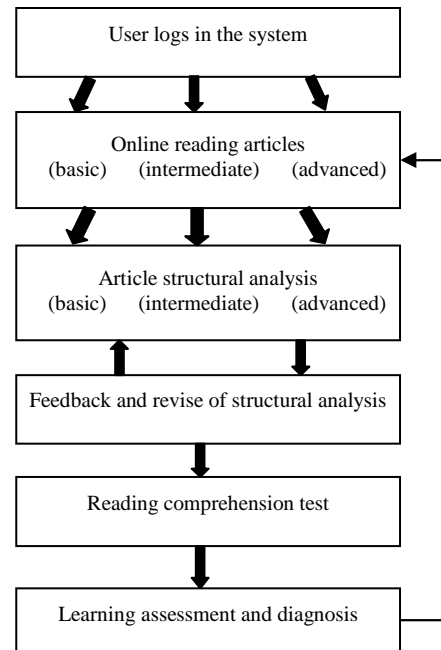 User logs in the system
Online reading articles
(basic) (intermediate) (advanced)
Article structural analysis
(basic) (intermediate) (advanced)
Feedback and revise of structural analysis
Reading comprehension test
Learning assessment and diagnosis